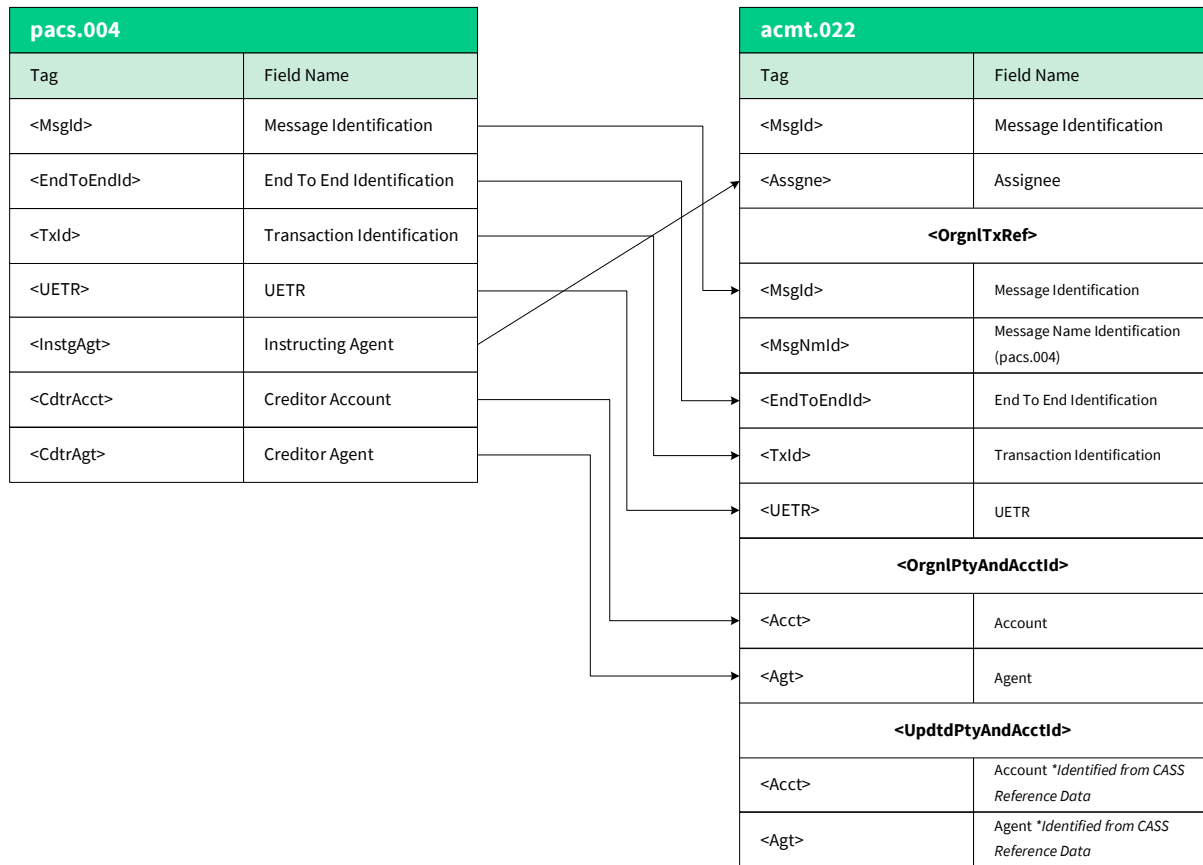 pacs.004
Tag Field Name
<MsgId> Message Identification
<EndToEndId> End To End Identification
<TxId> Transaction Identification
<UETR> UETR
<InstgAgt> Instructing Agent
<CdtrAcct> Creditor Account
<CdtrAgt> Creditor Agent
acmt.022
Tag Field Name
<MsgId> Message Identification
<Assgne> Assignee
<OrgnlTxRef>
<MsgId> Message Identification
<MsgNmId> Message Name Identification
(pacs.004)
<EndToEndId> End To End Identification
<TxId> Transaction Identification
<UETR> UETR
<OrgnlPtyAndAcctId>
<Acct> Account
<Agt> Agent
<UpdtdPtyAndAcctId>
<Acct> Account *Identified from CASS
Reference Data
<Agt> Agent *Identified from CASS
Reference Data